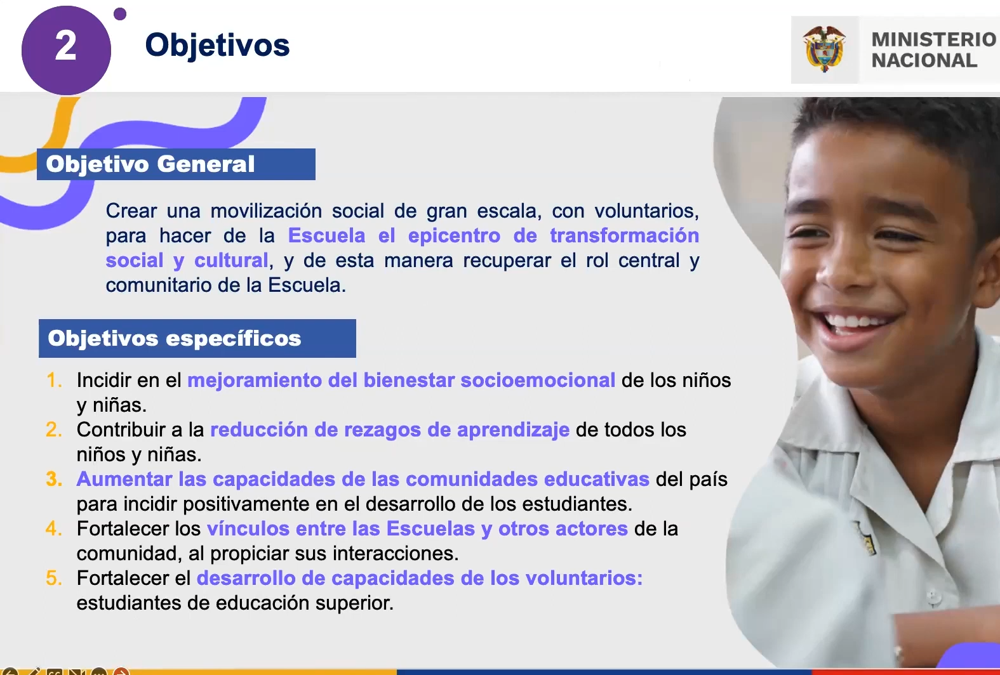 2
Objetivos
MINISTERIO
NACIONAL
Objetivo General
Crear una movilización social de gran escala, con voluntarios,
para hacer de la Escuela el epicentro de transformación
social y cultural, y de esta manera recuperar el rol central y
comunitario de la Escuela.
Objetivos específicos
1. Incidir en el mejoramiento del bienestar socioemocional de los niños
y niñas.
2. Contribuir a la reducción de rezagos de aprendizaje de todos los
niños y niñas.
3. Aumentar las capacidades de las comunidades educativas del país
para incidir positivamente en el desarrollo de los estudiantes.
4. Fortalecer los vínculos entre las Escuelas y otros actores de la
comunidad, al propiciar sus interacciones.
5. Fortalecer el desarrollo de capacidades de los voluntarios:
estudiantes de educación superior.